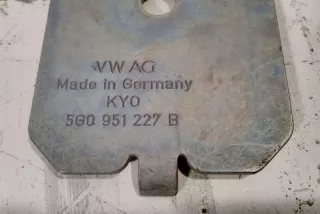 VW AG
Made in Germany
KYO
5G0 951 227 B